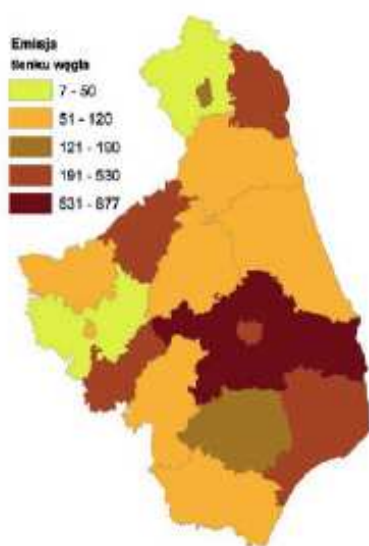 Emisja
tlenku węgla
7 - 50
51 - 120
121 - 190
191 - 530
531 - 877